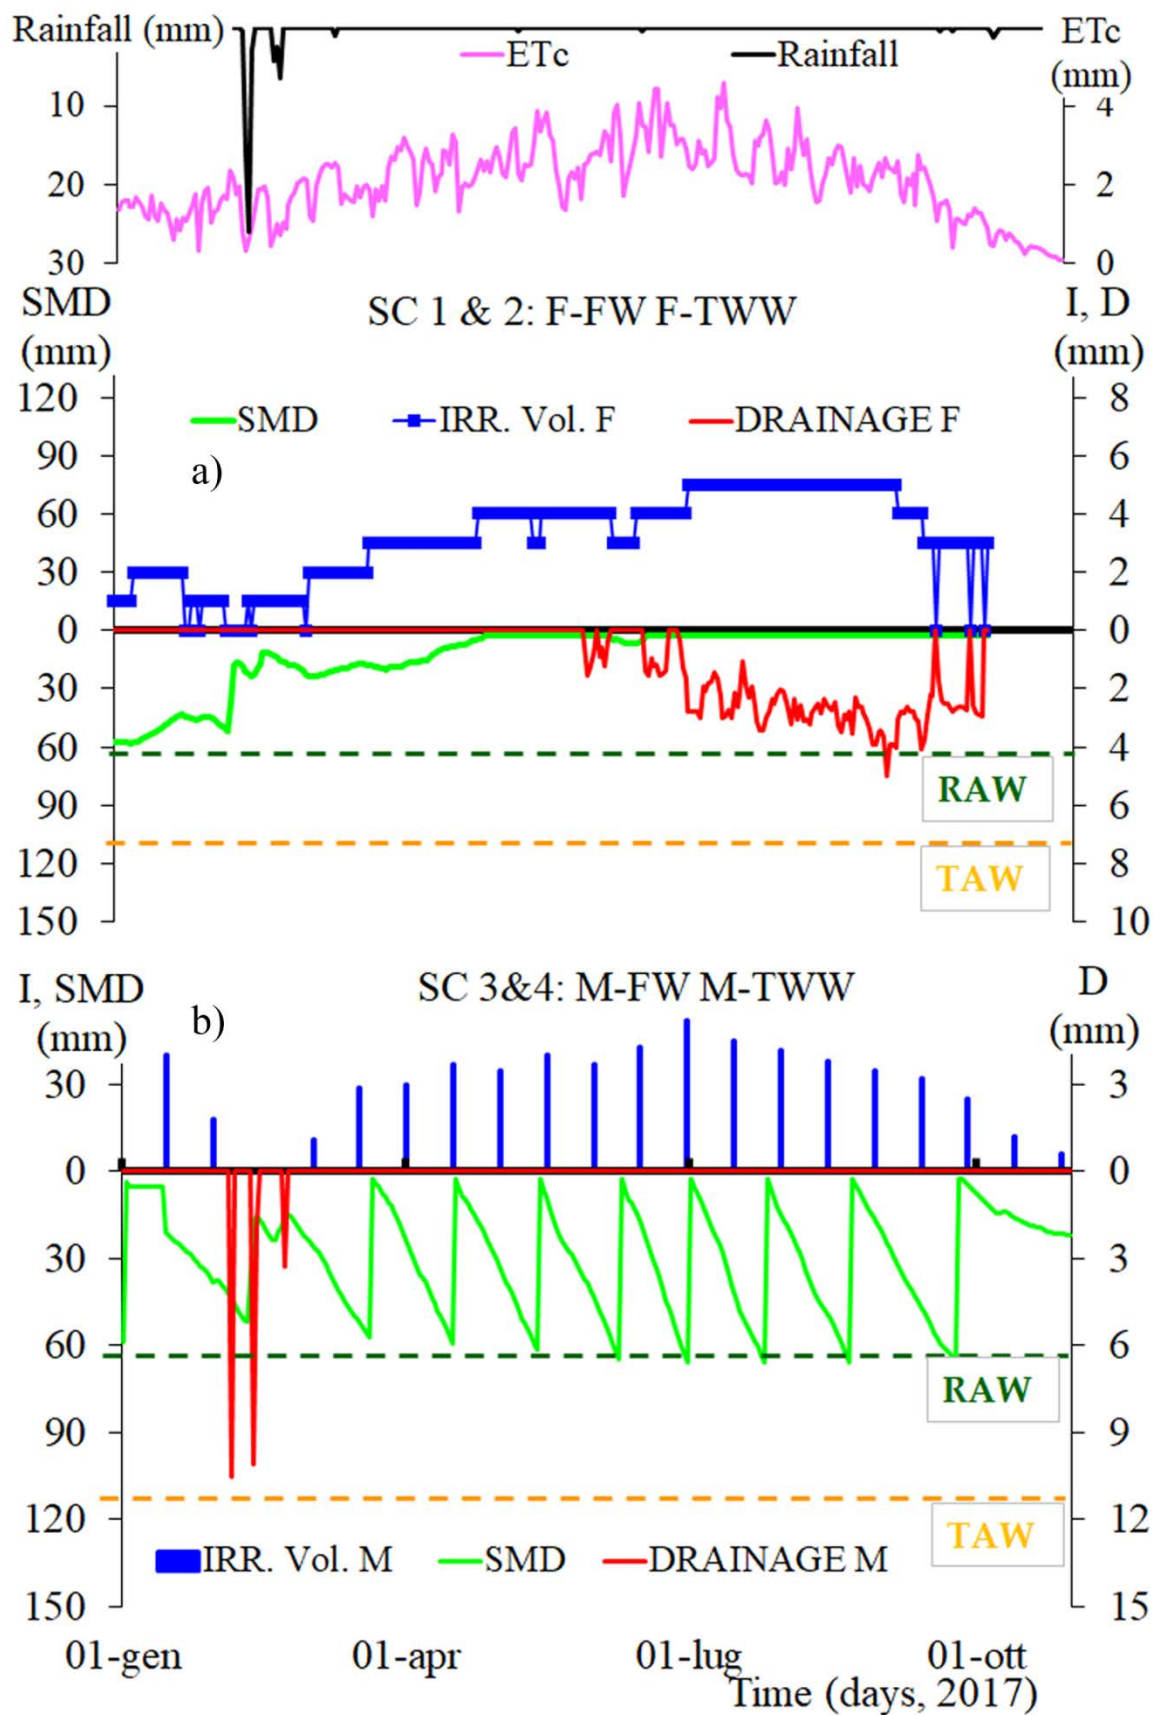 Rainfall (mm)
ETc
(mm)
ETc
Rainfall
10
20
30
4
2
0
SMD
(mm)
SC 1 & 2: F-FW F-TWW
I, D
(mm)
120
90
60
30
0
30
60
90
120
150
SMD
IRR. Vol. F
DRAINAGE F
a)
8
6
4
2
0
2
4
6
8
10
RAW
TAW
I, SMD
(mm)
b)
SC 3&4: M-FW M-TWW
D
(mm)
30
0
30
60
90
120
150
3
0
3
6
9
12
15
RAW
TAW
IRR. Vol. M
SMD
DRAINAGE M
01-gen
01-apr
01-lug
01-ott
Time (days, 2017)